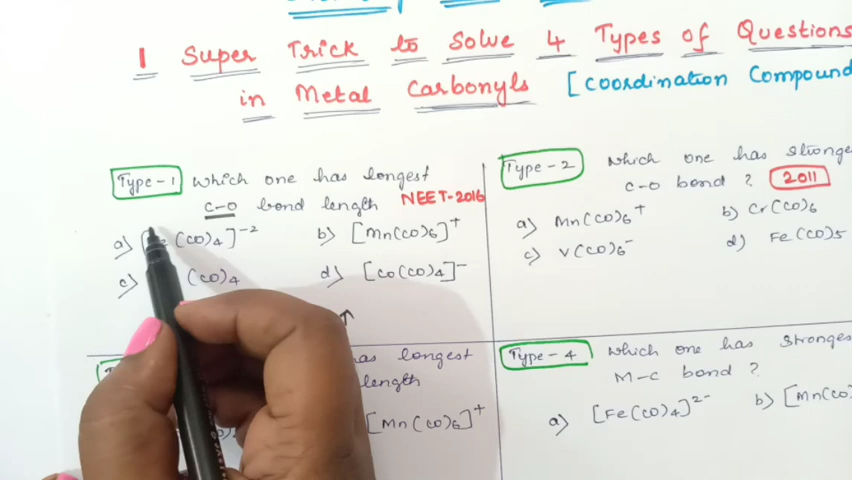 1 Super Trick to Solve 4 Types of Questions
in Metal Carbonyls [Coordination Compound
Type-1 Which one has longest
C-O bond length NEET-2016
a) (CO)4]-2 b) [Mn(CO)6]+
c) (CO)4 d) [Co(CO)4]-
Type-2 Which one has stronges
C-O bond ? 2011
a) Mn(CO)6+ b) Cr(CO)6
c) V(CO)6- d) Fe(CO)5
has longest
length
[Mn(CO)6]+
Type-4 Which one has stronges
M-C bond ?
a) [Fe(CO)4]2- b) [Mn(CO)